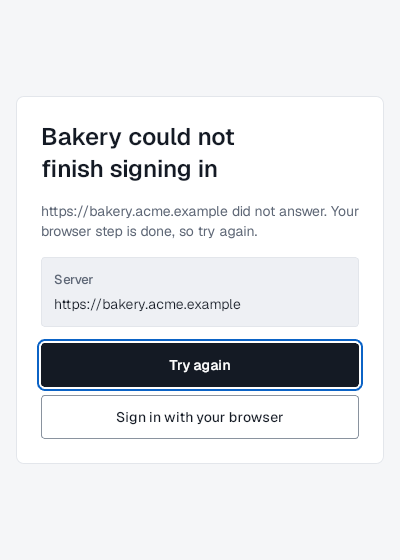 Bakery could not
finish signing in
https://bakery.acme.example did not answer. Your
browser step is done, so try again.
Server
https://bakery.acme.example
Try again
Sign in with your browser